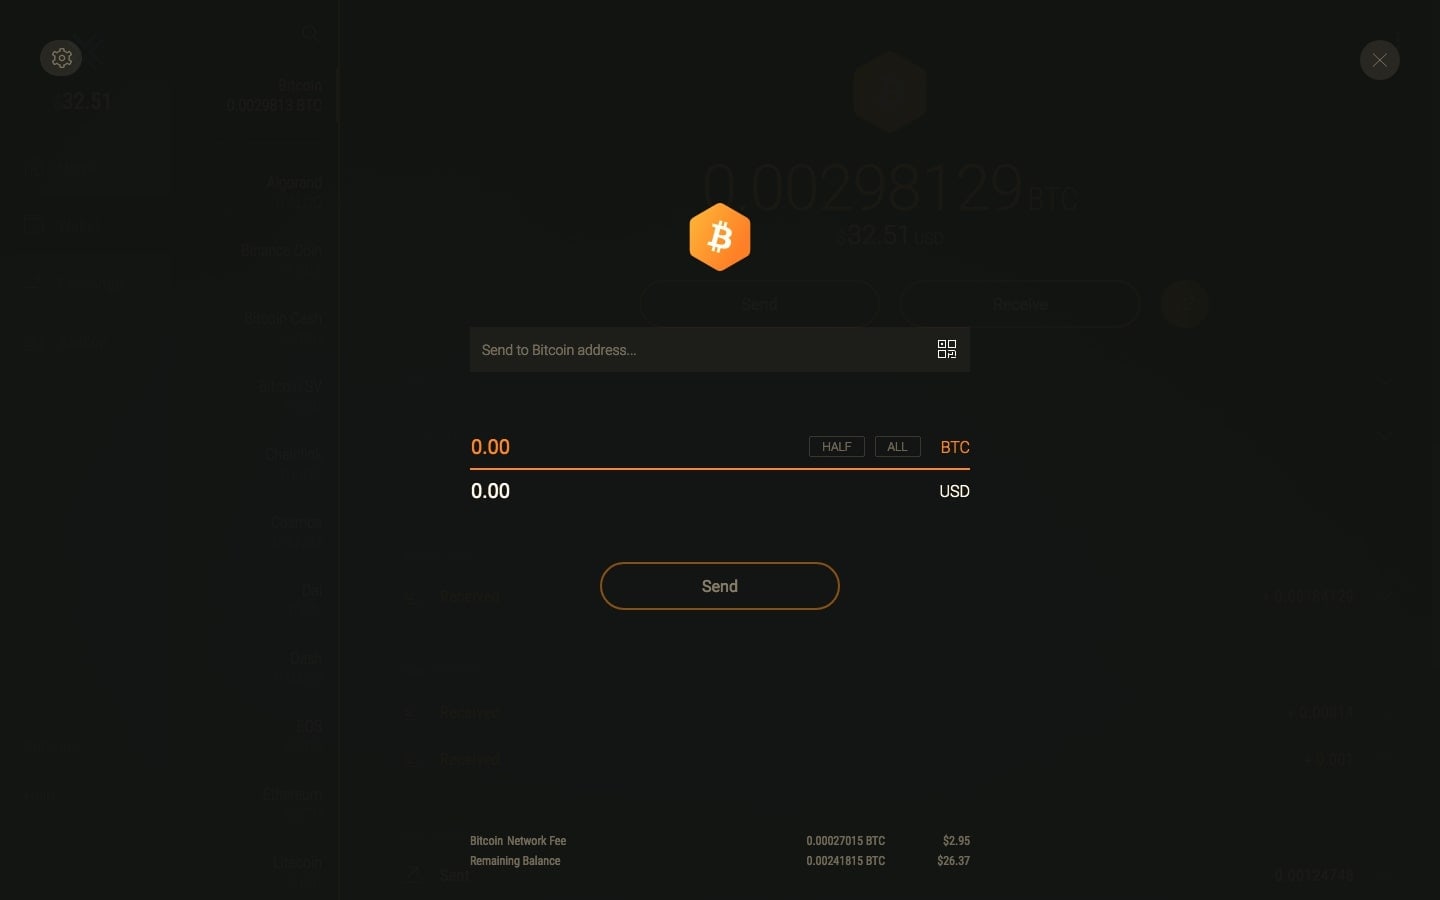 $32.51
Bitcoin
0.0029813 BTC
Algorand
Binance Coin
Bitcoin Cash
Bitcoin SV
Chainlink
Cosmos
Dai
Dash
EOS
Ethereum
Litecoin
0.00298129 BTC
$32.51 USD
Send
Receive
Send to Bitcoin address...
0.00 HALF ALL BTC
0.00 USD
Send
Received +0.00184129
Received + 0.00814
Received + 0.001
Bitcoin Network Fee 0.00027015 BTC $2.95
Remaining Balance 0.00241815 BTC $26.37
Sent 0.00124748